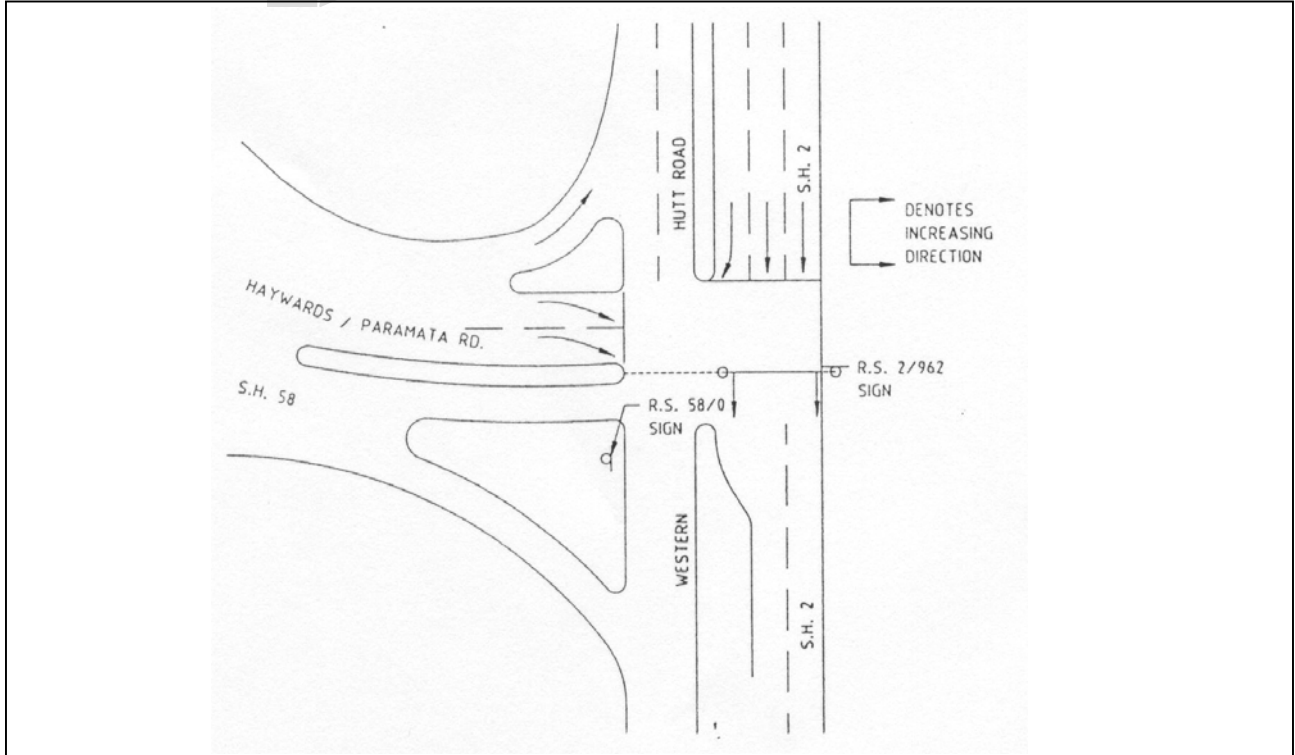 HUTT ROAD
S.H. 2
DENOTES
INCREASING
DIRECTION
HAYWARDS / PARAMATA RD.
R.S. 2/962
SIGN
S.H. 58
R.S. 58/0
SIGN
WESTERN
S.H. 2